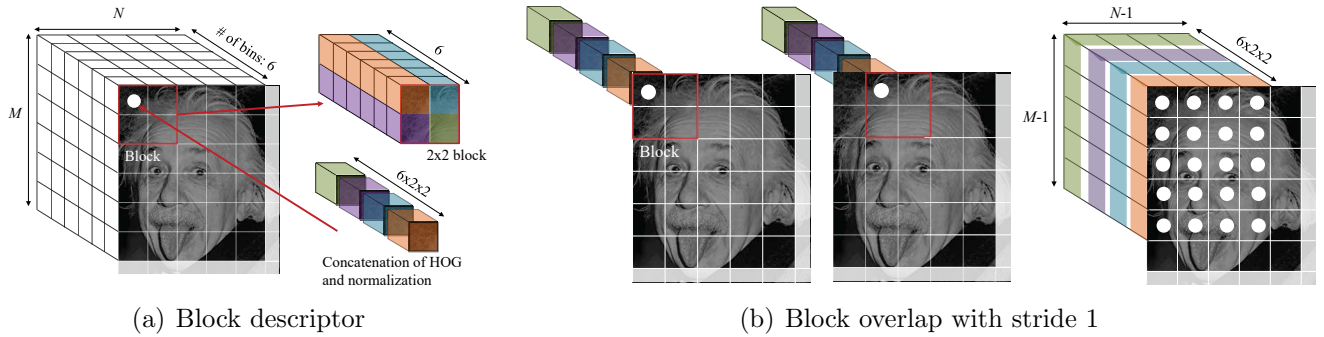 N
# of bins: 6
M
Block
6
2x2 block
6x2x2
Concatenation of HOG
and normalization
(a) Block descriptor
Block
N-1
6x2x2
M-1
(b) Block overlap with stride 1